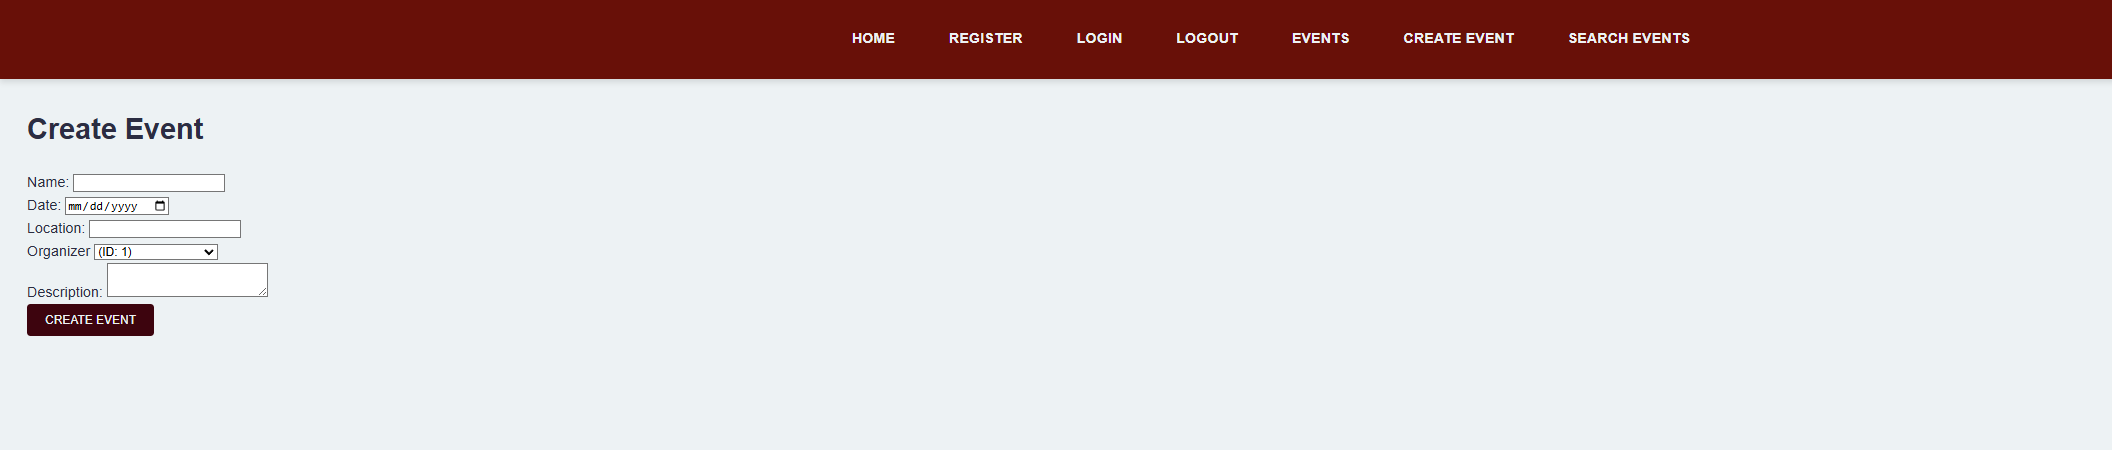 HOME REGISTER LOGIN LOGOUT EVENTS CREATE EVENT SEARCH EVENTS
Create Event
Name:
Date: mm/dd/yyyy
Location:
Organizer (ID: 1)
Description:
CREATE EVENT